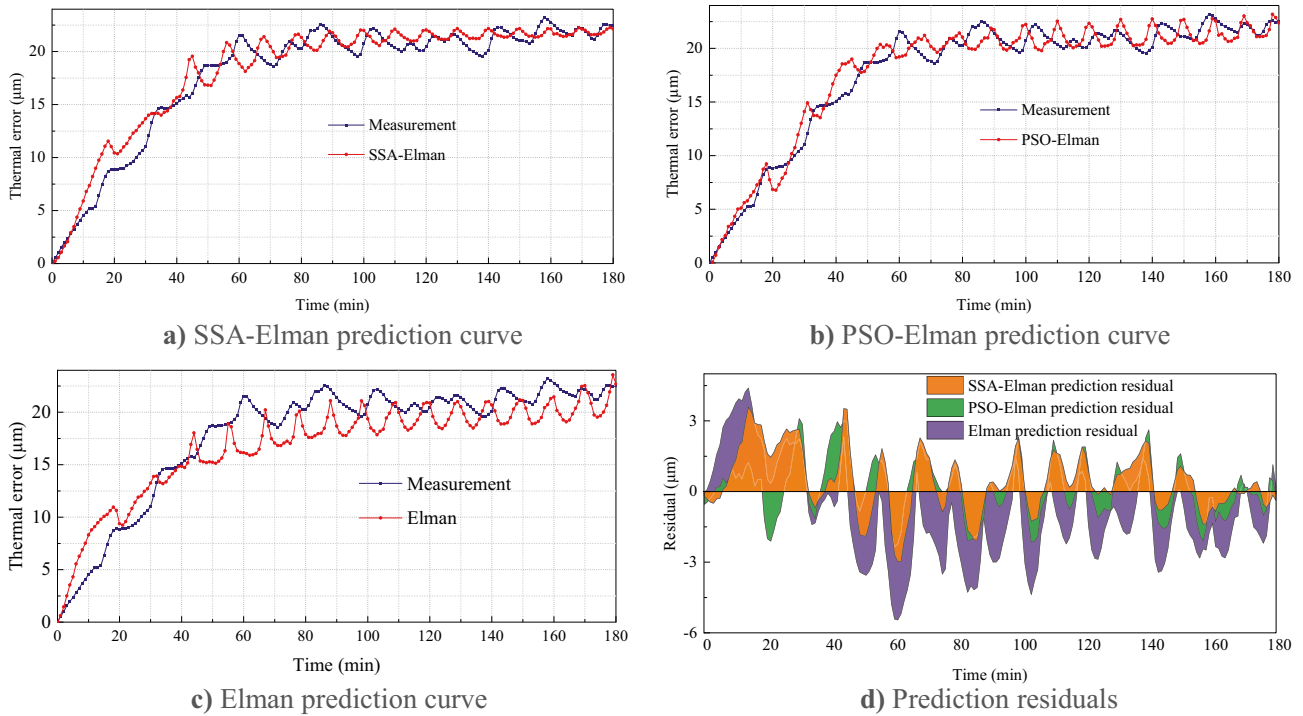 Thermal error (μm)
20
15
10
5
0
Measurement
SSA-Elman
0 20 40 60 80 100 120 140 160 180
Time (min)
a) SSA-Elman prediction curve
Thermal error (μm)
20
15
10
5
0
Measurement
PSO-Elman
0 20 40 60 80 100 120 140 160 180
Time (min)
b) PSO-Elman prediction curve
Thermal error (μm)
20
15
10
5
0
Measurement
Elman
0 20 40 60 80 100 120 140 160 180
Time (min)
c) Elman prediction curve
Residual (μm)
3
0
-3
-6
SSA-Elman prediction residual
PSO-Elman prediction residual
Elman prediction residual
0 20 40 60 80 100 120 140 160 180
Time (min)
d) Prediction residuals